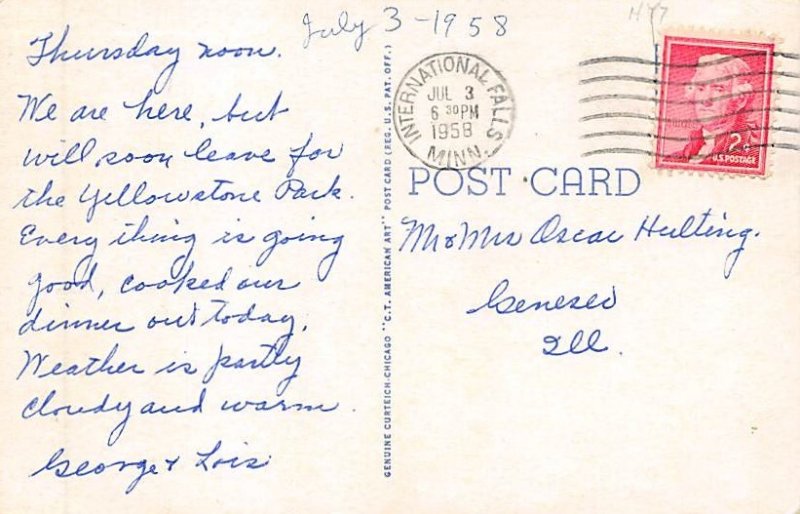 July 3 - 1958
Thursday noon.
We are here, but
will soon leave for
the Yellowstone Park.
Every thing is going
good, cooked our
dinner out today.
Weather is partly
cloudy and warm.
George & Lois
GENUINE CURTEICH-CHICAGO "C.T. AMERICAN ART" POST CARD (REG. U.S. PAT. OFF.)
INTERNATIONAL FALLS
JUL 3
6 30 PM
1958
MINN.
2¢
U.S. POSTAGE
POST CARD
Mr & Mrs Oscar Hulting.
Geneseo
Ill.